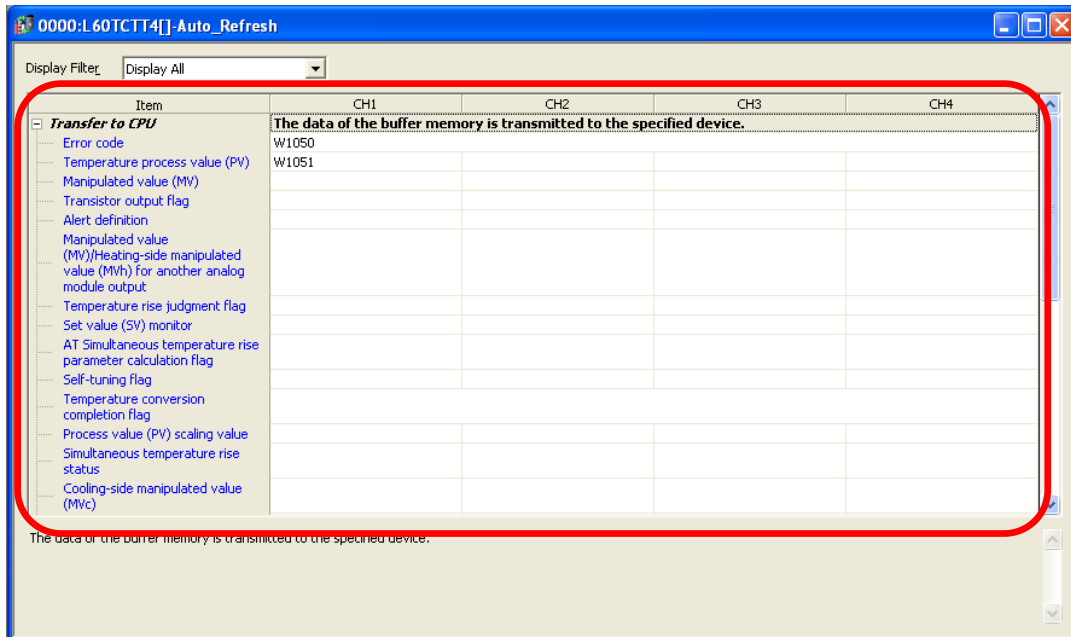 0000:L60TCTT4[]-Auto_Refresh
Display Filter Display All
Item CH1 CH2 CH3 CH4
Transfer to CPU The data of the buffer memory is transmitted to the specified device.
Error code W1050
Temperature process value (PV) W1051
Manipulated value (MV)
Transistor output flag
Alert definition
Manipulated value
(MV)/Heating-side manipulated
value (MVh) for another analog
module output
Temperature rise judgment flag
Set value (SV) monitor
AT Simultaneous temperature rise
parameter calculation flag
Self-tuning flag
Temperature conversion
completion flag
Process value (PV) scaling value
Simultaneous temperature rise
status
Cooling-side manipulated value
(MVc)
The data of the buffer memory is transmitted to the specified device.